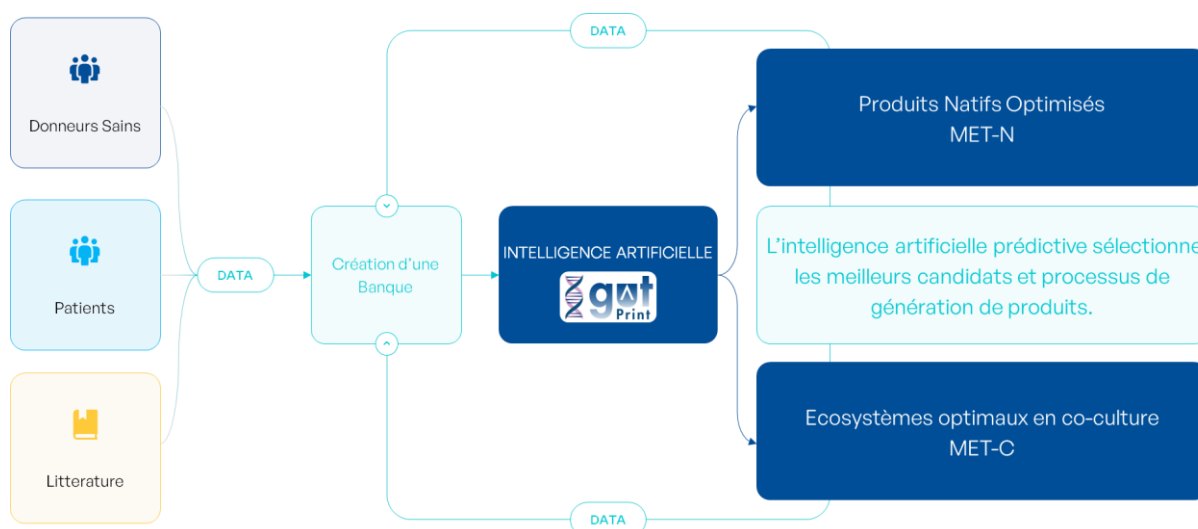 DATA
Donneurs Sains
Patients
Litterature
DATA
Création d'une
Banque
INTELLIGENCE ARTIFICIELLE
gut
Print
Produits Natifs Optimisés
MET-N
L'intelligence artificielle prédictive sélectionne
les meilleurs candidats et processus de
génération de produits.
Ecosystèmes optimaux en co-culture
MET-C
DATA